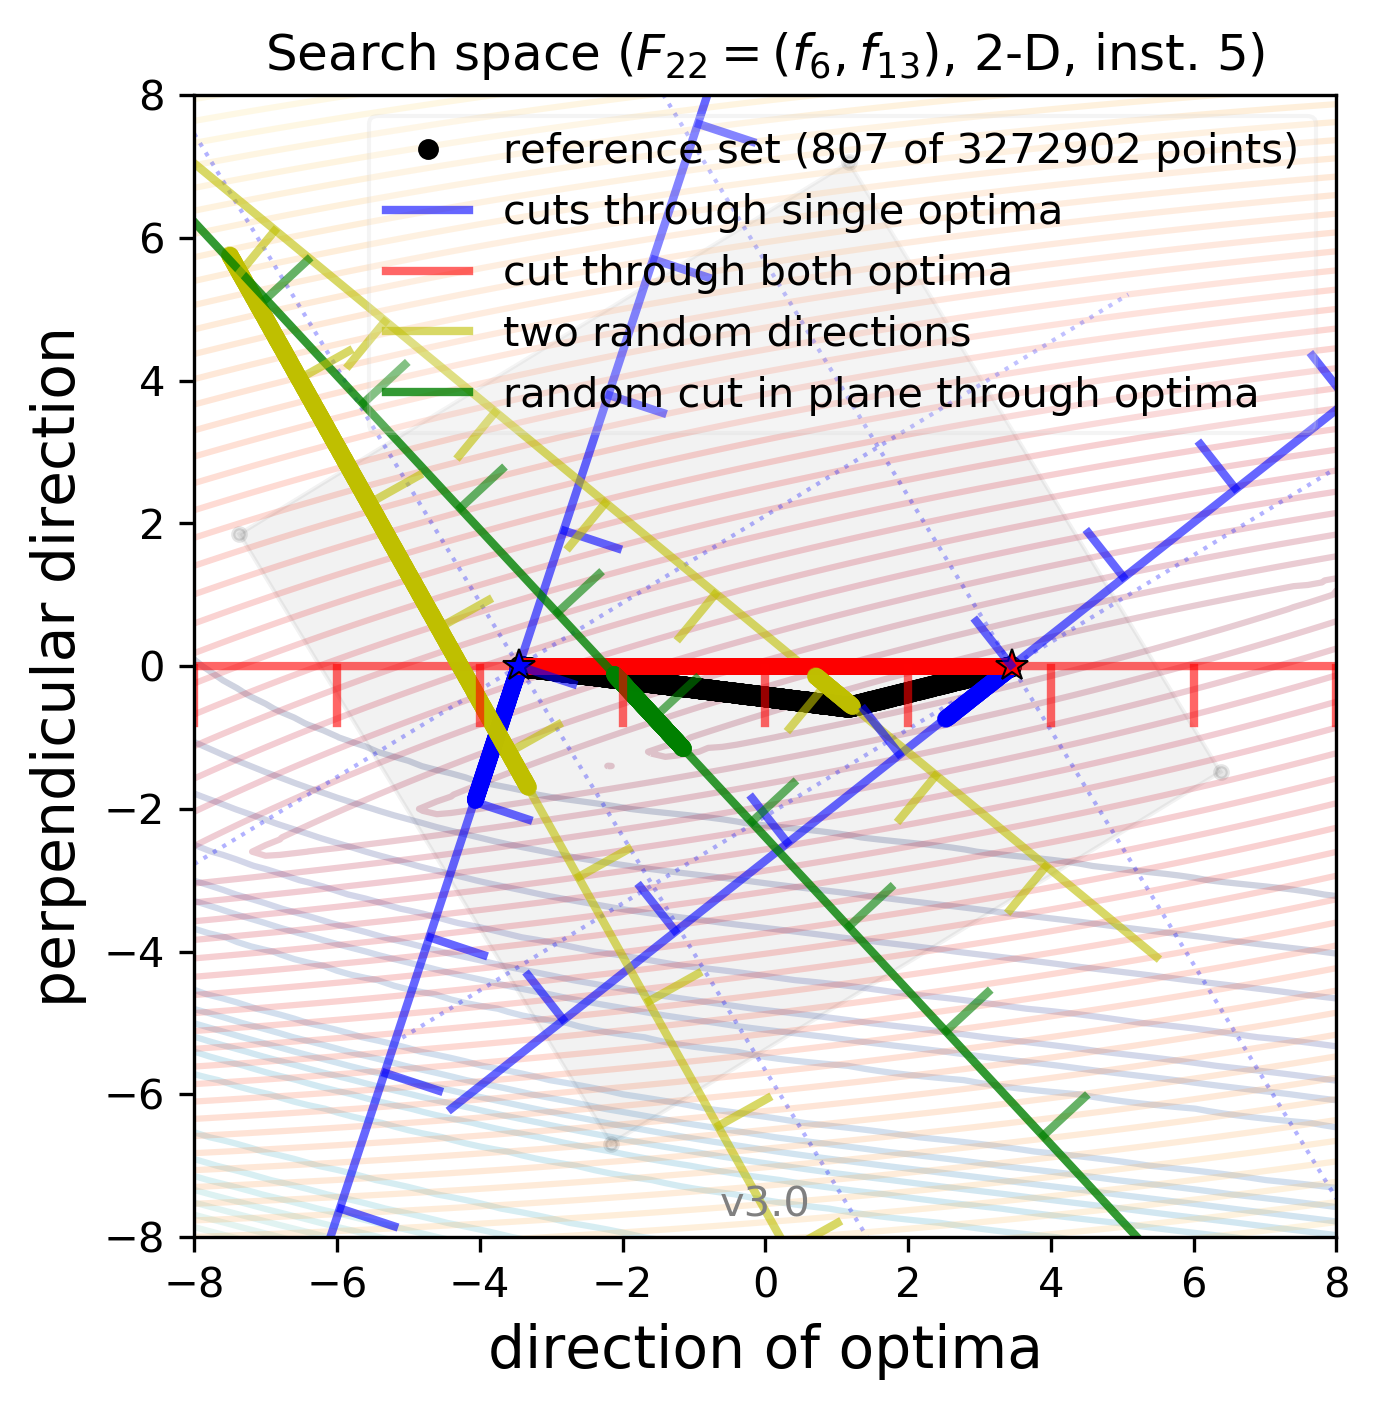 Search space (F₂₂ = (f₆, f₁₃), 2-D, inst. 5)
reference set (807 of 3272902 points)
cuts through single optima
cut through both optima
two random directions
random cut in plane through optima
8
6
4
2
0
−2
−4
−6
−8
perpendicular direction
v3.0
−8 −6 −4 −2 0 2 4 6 8
direction of optima